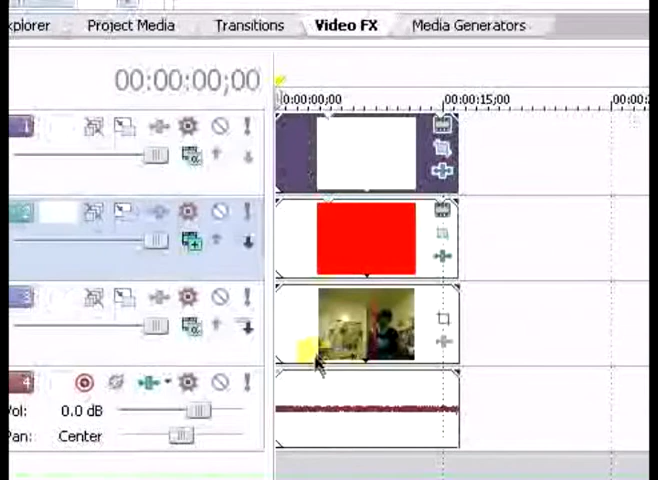 xplorer Project Media Transitions Video FX Media Generators
00:00:00;00
00:00:00;00 00:00:15;00 00:00:
1
2
3
4
Vol: 0.0 dB
Pan: Center